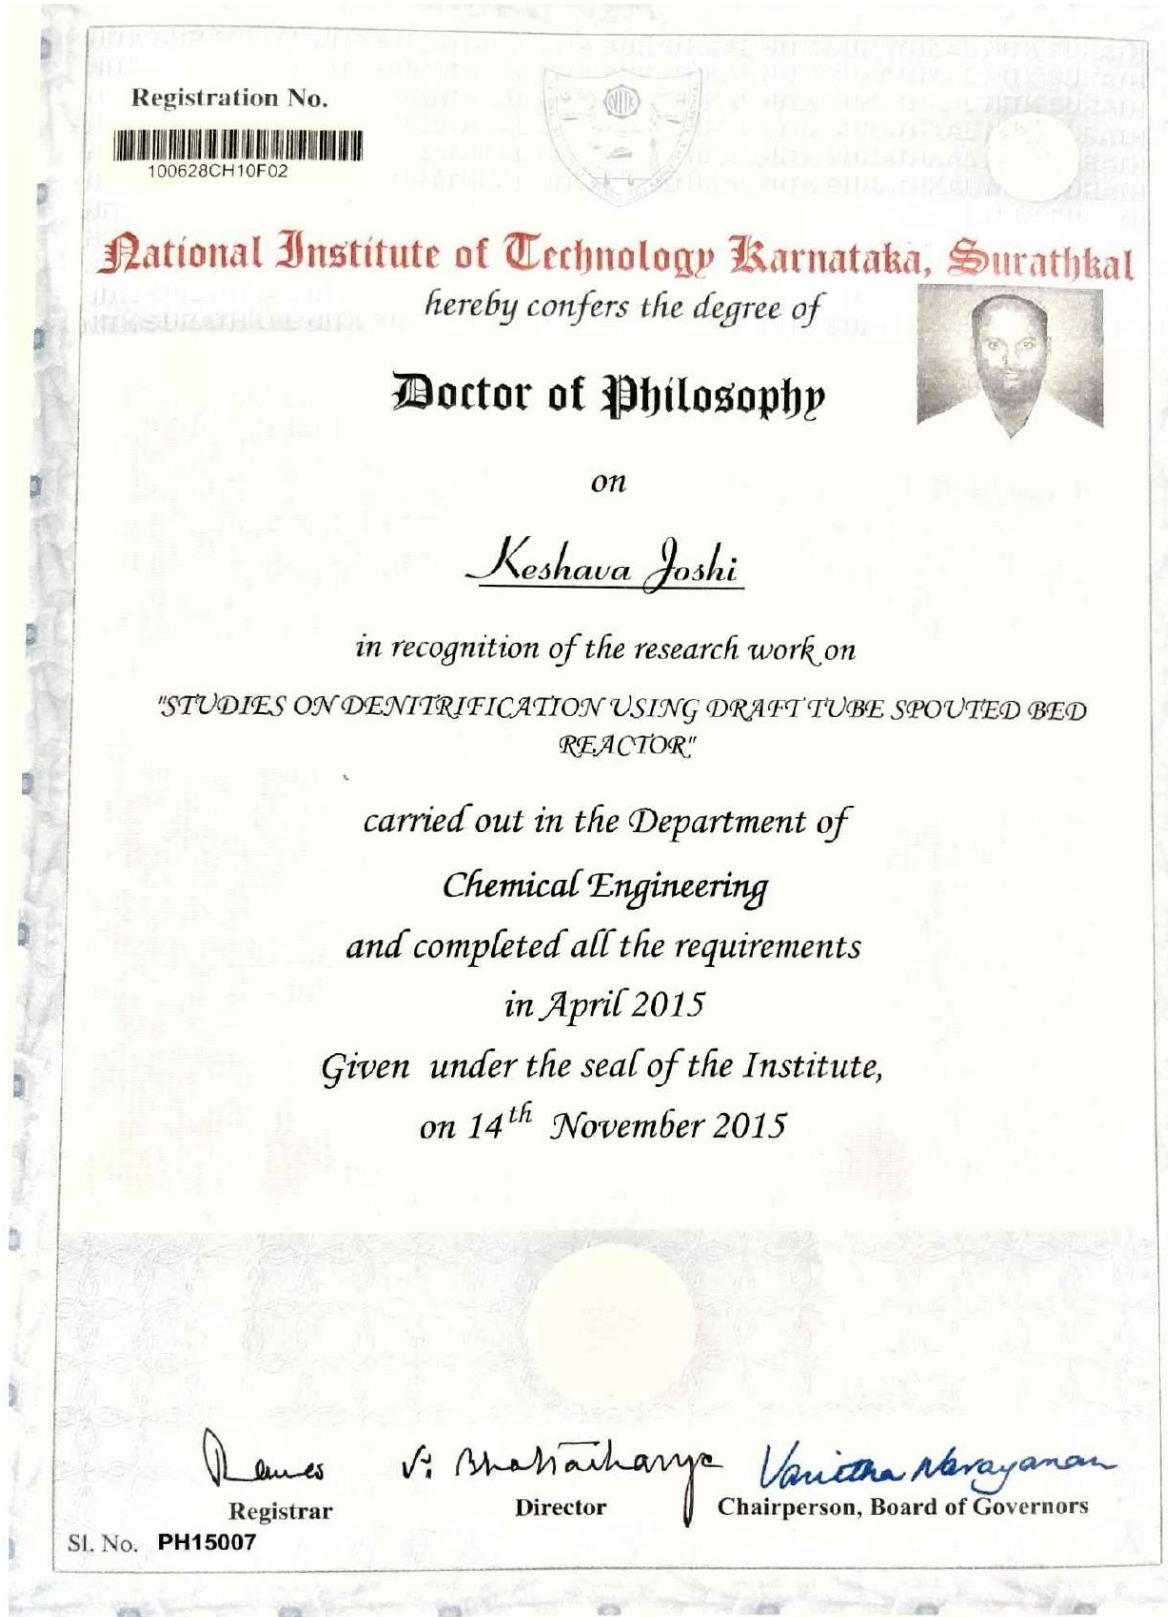 Registration No.
100628CH10F02
NITK
National Institute of Technology Karnataka, Surathkal
hereby confers the degree of
Doctor of Philosophy
on
Keshava Joshi
in recognition of the research work on
"STUDIES ON DENITRIFICATION USING DRAFT TUBE SPOUTED BED
REACTOR"
carried out in the Department of
Chemical Engineering
and completed all the requirements
in April 2015
Given under the seal of the Institute,
on 14th November 2015
Vanitha Narayanan
Registrar
Director
Chairperson, Board of Governors
Sl. No. PH15007